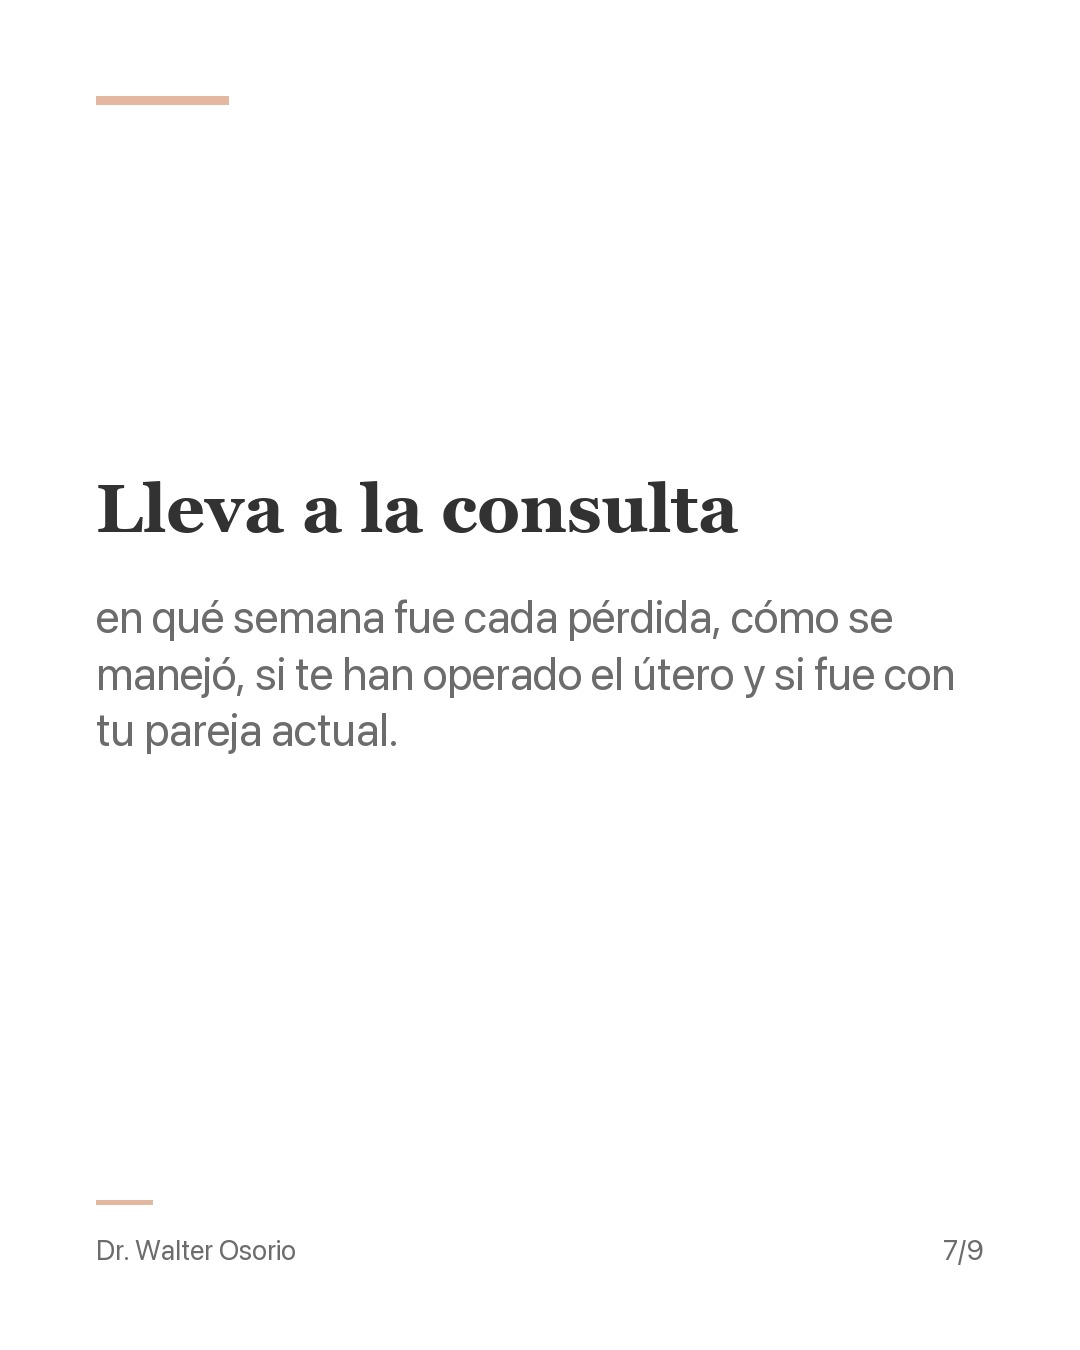 Lleva a la consulta
en qué semana fue cada pérdida, cómo se
manejó, si te han operado el útero y si fue con
tu pareja actual.
Dr. Walter Osorio
7/9